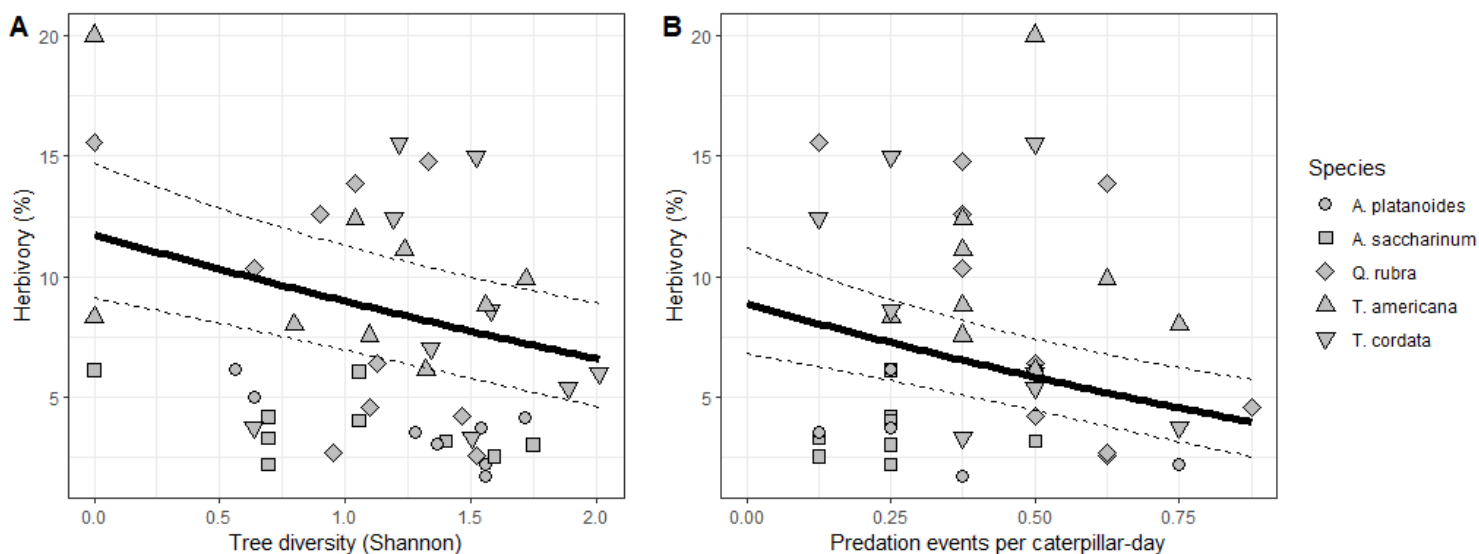 A
20
15
10
5
Herbivory (%)
0.0 0.5 1.0 1.5 2.0
Tree diversity (Shannon)
B
20
15
10
5
Herbivory (%)
0.00 0.25 0.50 0.75
Predation events per caterpillar-day
Species
A. platanoides
A. saccharinum
Q. rubra
T. americana
T. cordata